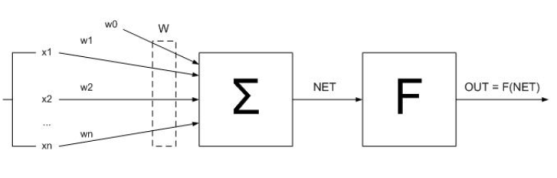 w0
W
x1
w1
x2
w2
...
xn
wn
Σ
NET
F
OUT = F(NET)